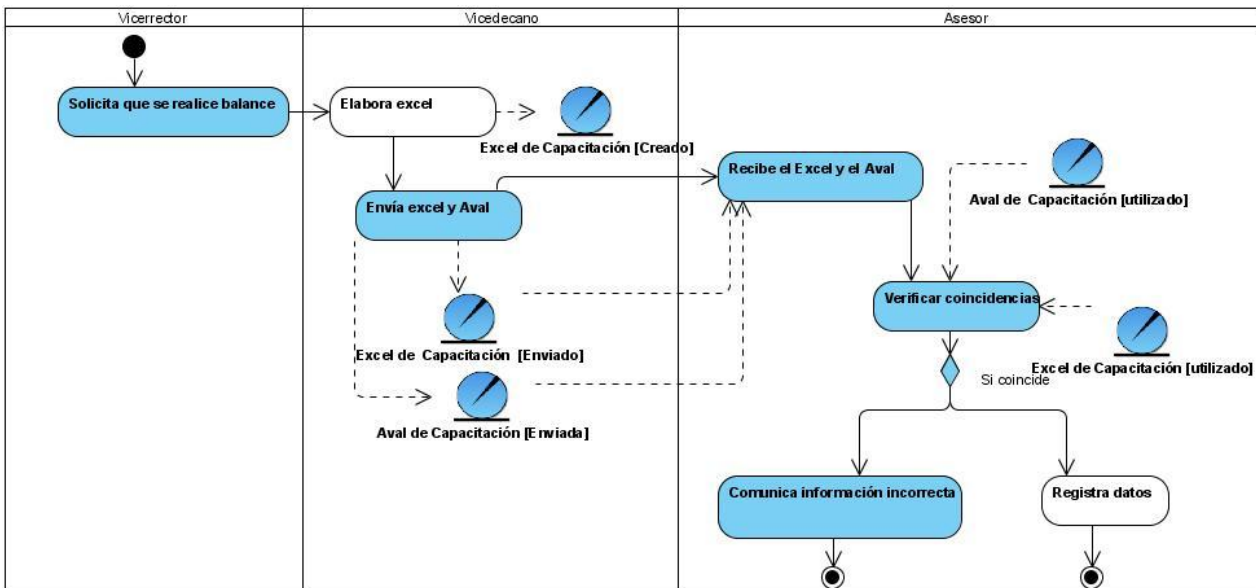 Vicerrector
Vicedecano
Asesor
Solicita que se realice balance
Elabora excel
Excel de Capacitación [Creado]
Recibe el Excel y el Aval
Aval de Capacitación [utilizado]
Envía excel y Aval
Verificar coincidencias
Excel de Capacitación [Enviado]
Excel de Capacitación [utilizado]
Si coincide
Aval de Capacitación [Enviada]
Comunica información incorrecta
Registra datos